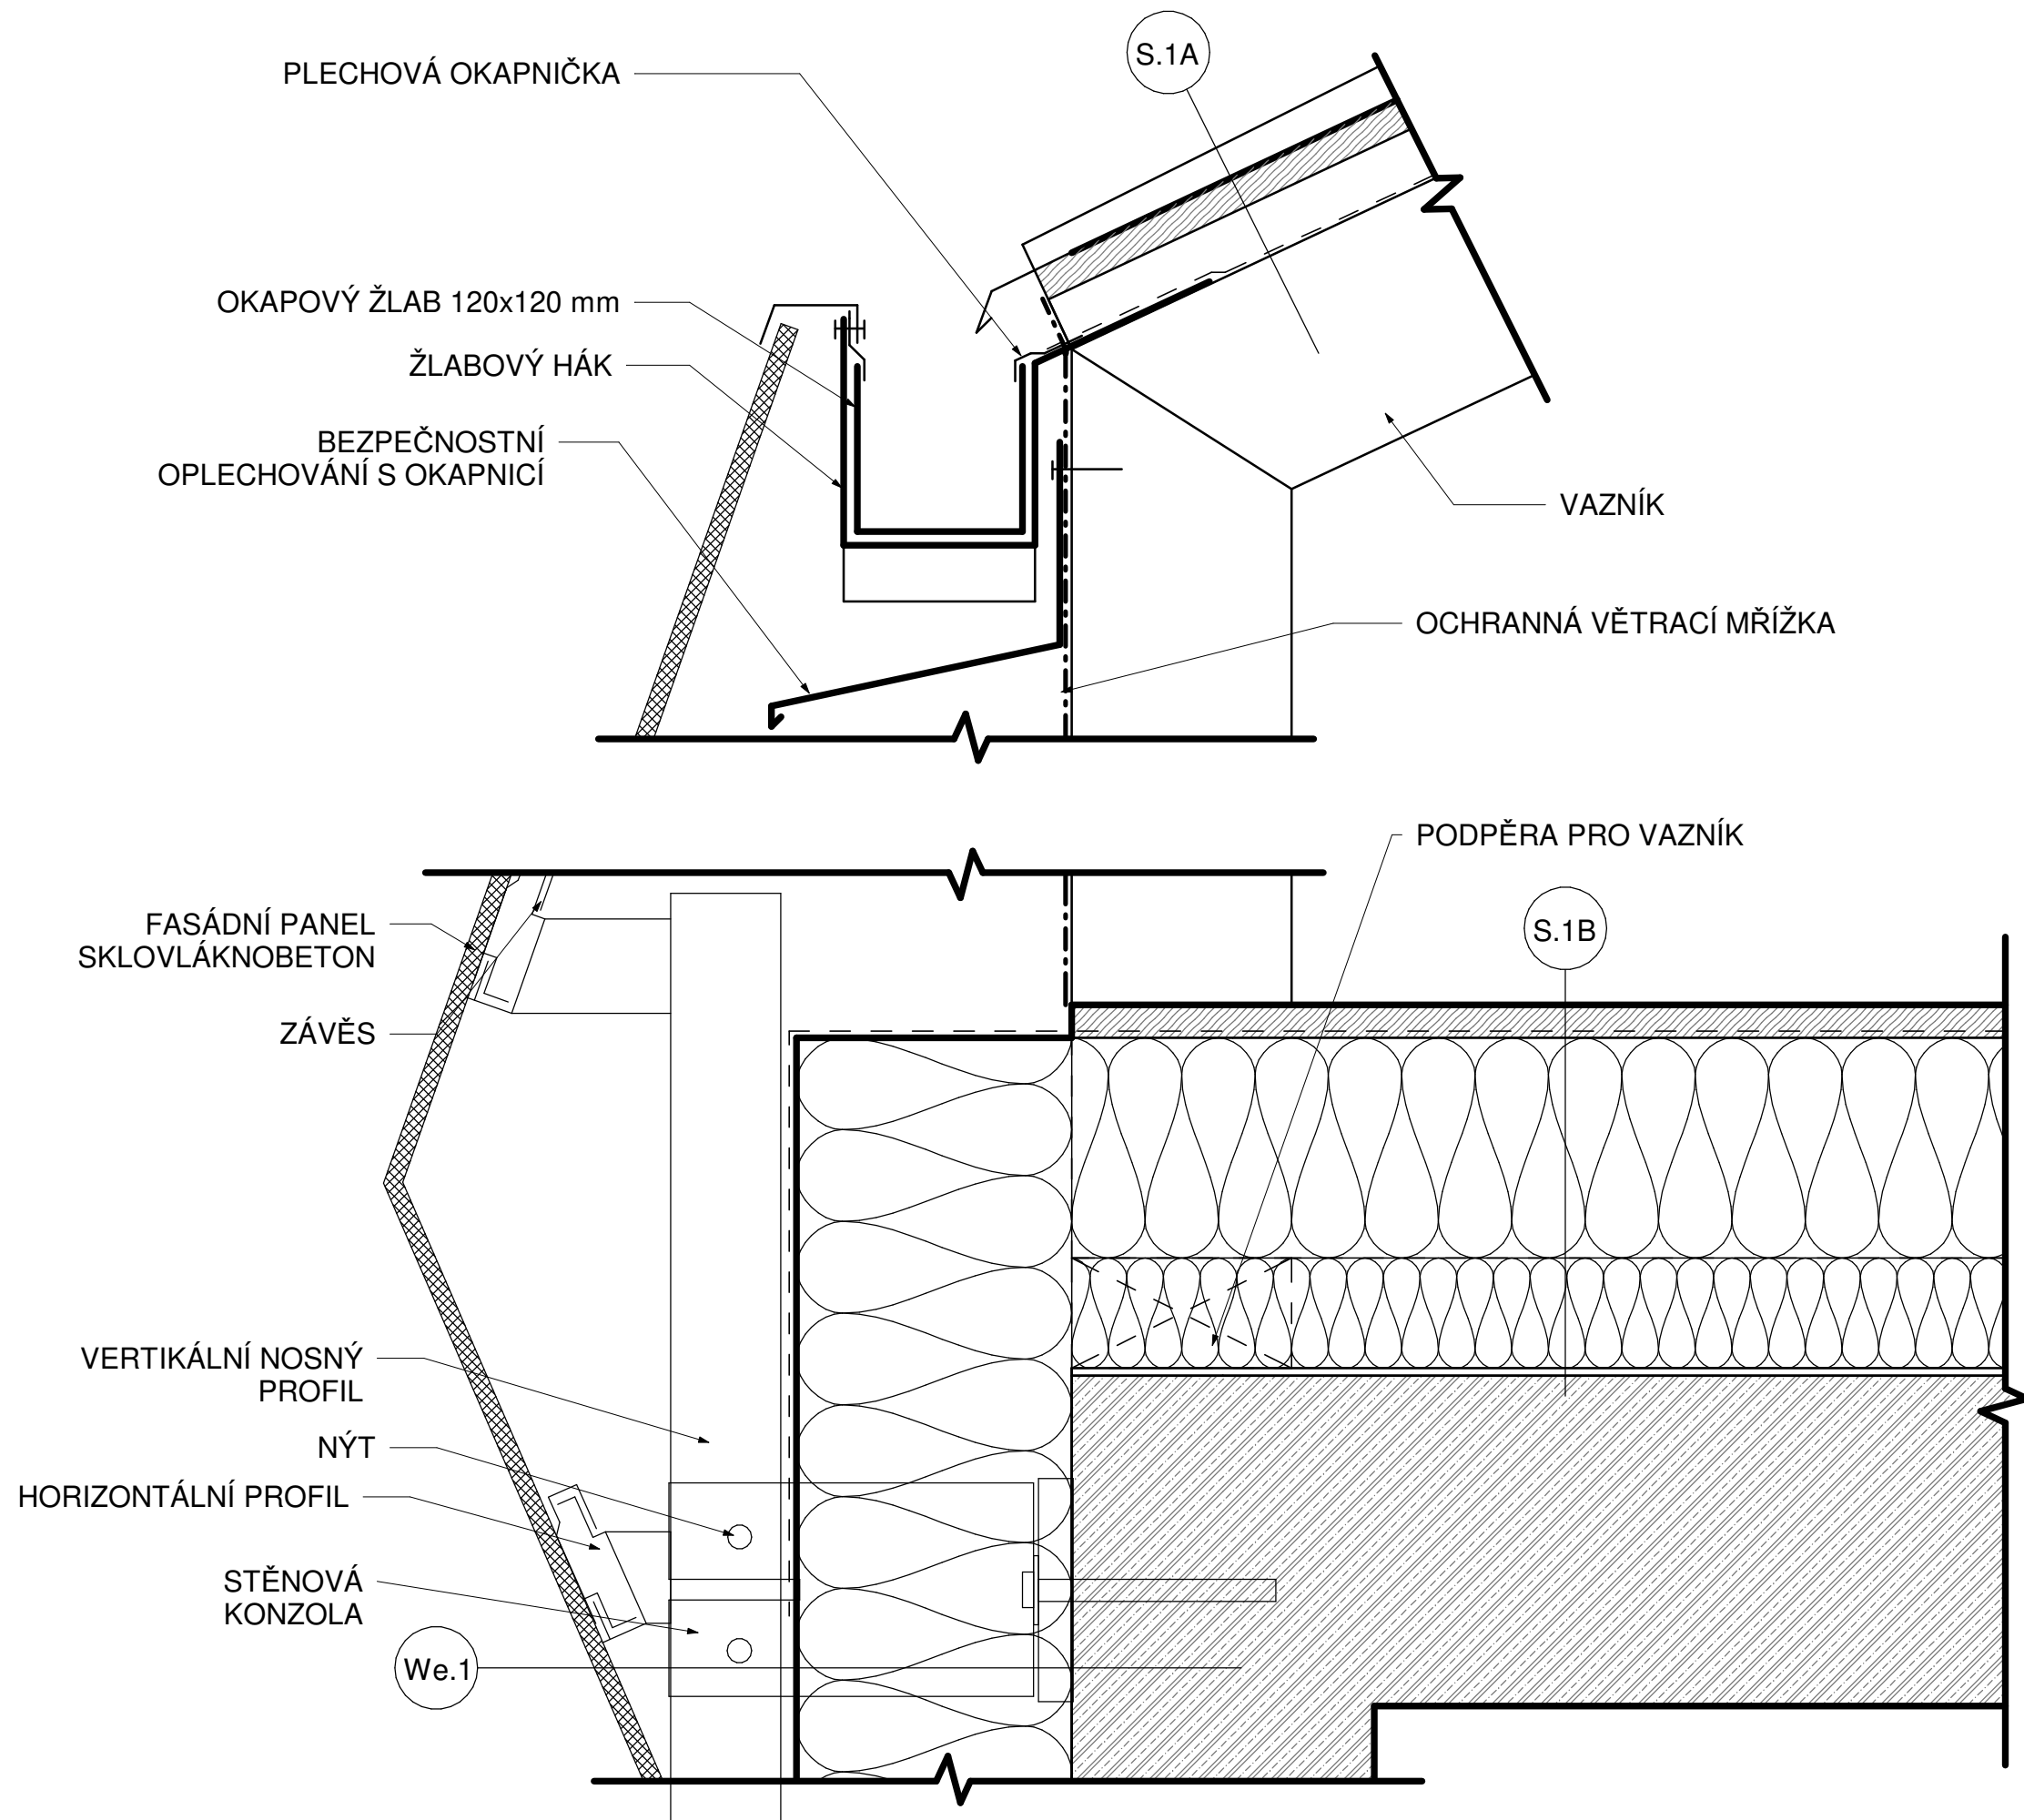 S.1A
PLECHOVÁ OKAPNIČKA
OKAPOVÝ ŽLAB 120x120 mm
ŽLABOVÝ HÁK
BEZPEČNOSTNÍ
OPLECHOVÁNÍ S OKAPNICÍ
VAZNÍK
OCHRANNÁ VĚTRACÍ MŘÍŽKA
PODPĚRA PRO VAZNÍK
FASÁDNÍ PANEL
SKLOVLÁKNOBETON
S.1B
ZÁVĚS
VERTIKÁLNÍ NOSNÝ
PROFIL
NÝT
HORIZONTÁLNÍ PROFIL
STĚNOVÁ
KONZOLA
We.1